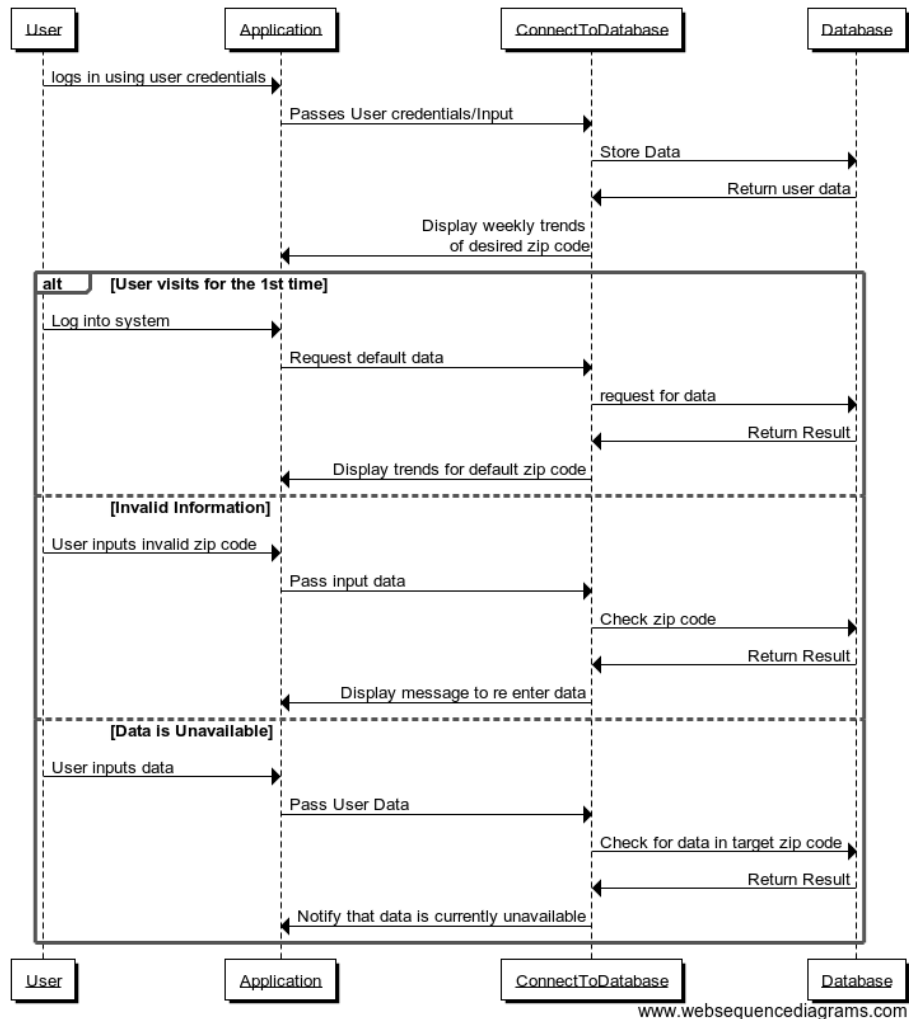 User Application ConnectToDatabase Database
logs in using user credentials
Passes User credentials/Input
Store Data
Return user data
Display weekly trends
of desired zip code
alt [User visits for the 1st time]
Log into system
Request default data
request for data
Return Result
Display trends for default zip code
[Invalid Information]
User inputs invalid zip code
Pass input data
Check zip code
Return Result
Display message to re enter data
[Data is Unavailable]
User inputs data
Pass User Data
Check for data in target zip code
Return Result
Notify that data is currently unavailable
User Application ConnectToDatabase Database
www.websequencediagrams.com